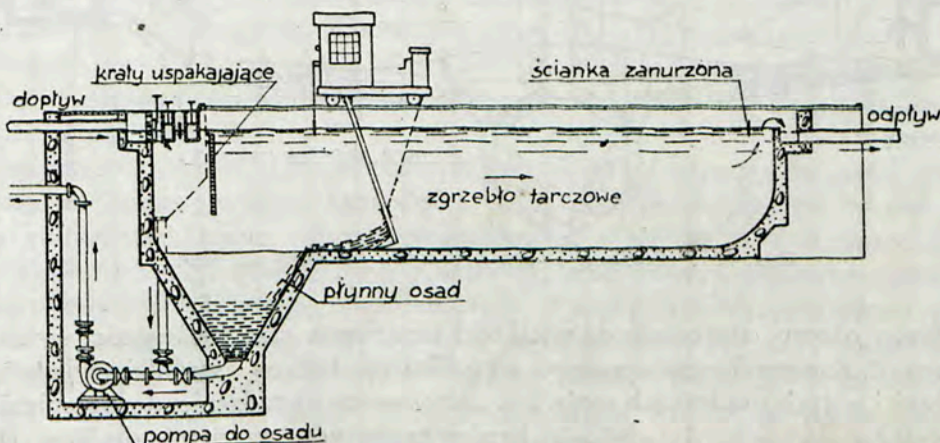 kraty uspakajające
ścianka zanurzona
dopływ
odpływ
zgrzebło tarczowe
płynny osad
pompa do osadu